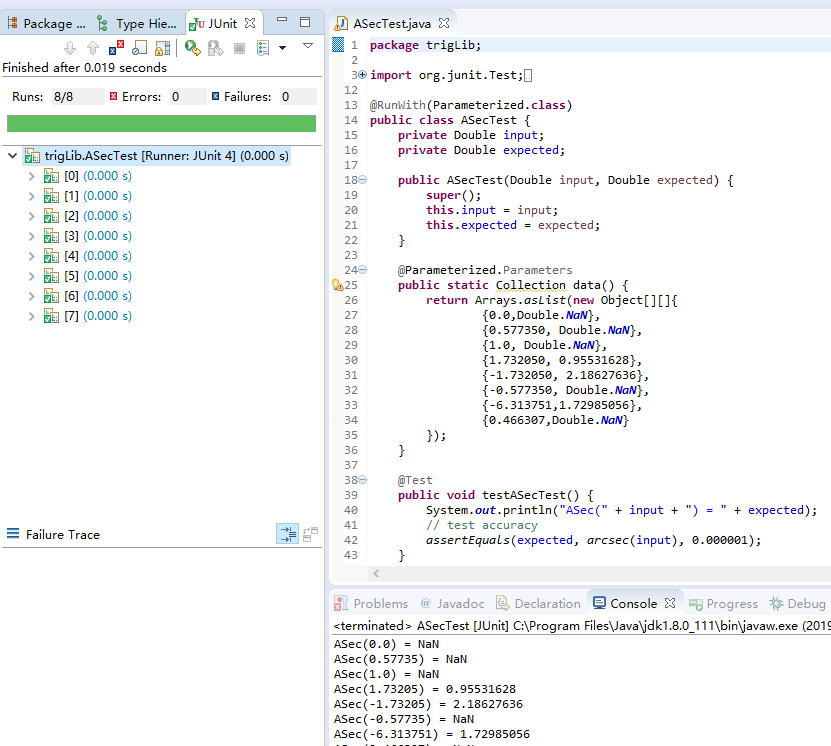 Package ... Type Hie... JUnit
Finished after 0.019 seconds
Runs: 8/8 Errors: 0 Failures: 0
trigLib.ASecTest [Runner: JUnit 4] (0.000 s)
[0] (0.000 s)
[1] (0.000 s)
[2] (0.000 s)
[3] (0.000 s)
[4] (0.000 s)
[5] (0.000 s)
[6] (0.000 s)
[7] (0.000 s)
Failure Trace
ASecTest.java
1 package trigLib;
2
3 import org.junit.Test;
12
13 @RunWith(Parameterized.class)
14 public class ASecTest {
15 private Double input;
16 private Double expected;
17
18 public ASecTest(Double input, Double expected) {
19 super();
20 this.input = input;
21 this.expected = expected;
22 }
23
24 @Parameterized.Parameters
25 public static Collection data() {
26 return Arrays.asList(new Object[][]{
27 {0.0,Double.NaN},
28 {0.577350, Double.NaN},
29 {1.0, Double.NaN},
30 {1.732050, 0.95531628},
31 {-1.732050, 2.18627636},
32 {-0.577350, Double.NaN},
33 {-6.313751,1.72985056},
34 {0.466307,Double.NaN}
35 });
36 }
37
38 @Test
39 public void testASecTest() {
40 System.out.println("ASec(" + input + ") = " + expected);
41 // test accuracy
42 assertEquals(expected, arcsec(input), 0.000001);
43 }
Problems @ Javadoc Declaration Console Progress Debug
<terminated> ASecTest [JUnit] C:\Program Files\Java\jdk1.8.0_111\bin\javaw.exe (2019
ASec(0.0) = NaN
ASec(0.57735) = NaN
ASec(1.0) = NaN
ASec(1.73205) = 0.95531628
ASec(-1.73205) = 2.18627636
ASec(-0.57735) = NaN
ASec(-6.313751) = 1.72985056